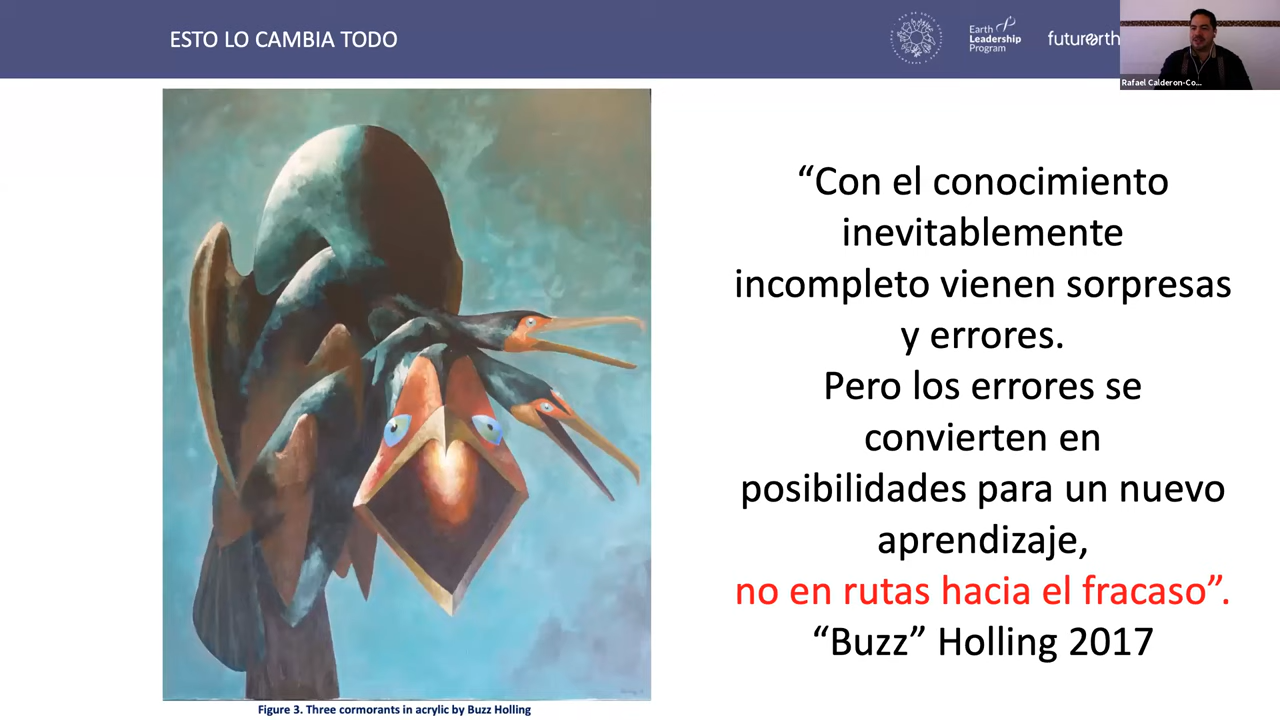 ESTO LO CAMBIA TODO
Earth
Leadership
Program
futurerth
Rafael Calderon-Co...
“Con el conocimiento
inevitablemente
incompleto vienen sorpresas
y errores.
Pero los errores se
convierten en
posibilidades para un nuevo
aprendizaje,
no en rutas hacia el fracaso”.
“Buzz” Holling 2017
Figure 3. Three cormorants in acrylic by Buzz Holling